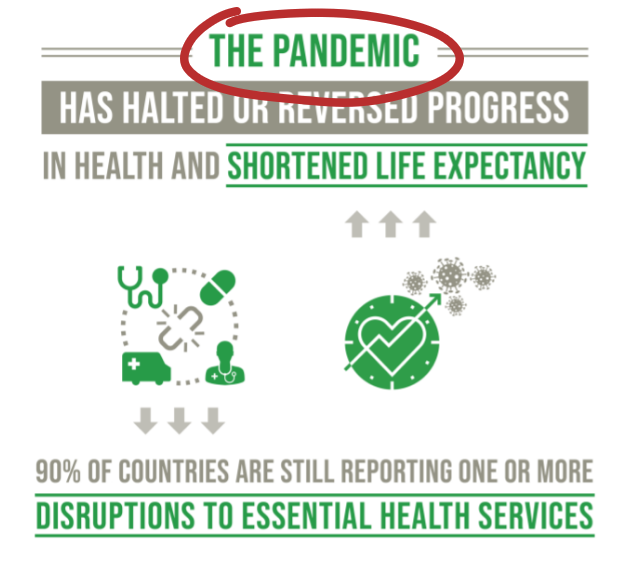 THE PANDEMIC
HAS HALTED OR REVERSED PROGRESS
IN HEALTH AND SHORTENED LIFE EXPECTANCY
90% OF COUNTRIES ARE STILL REPORTING ONE OR MORE
DISRUPTIONS TO ESSENTIAL HEALTH SERVICES